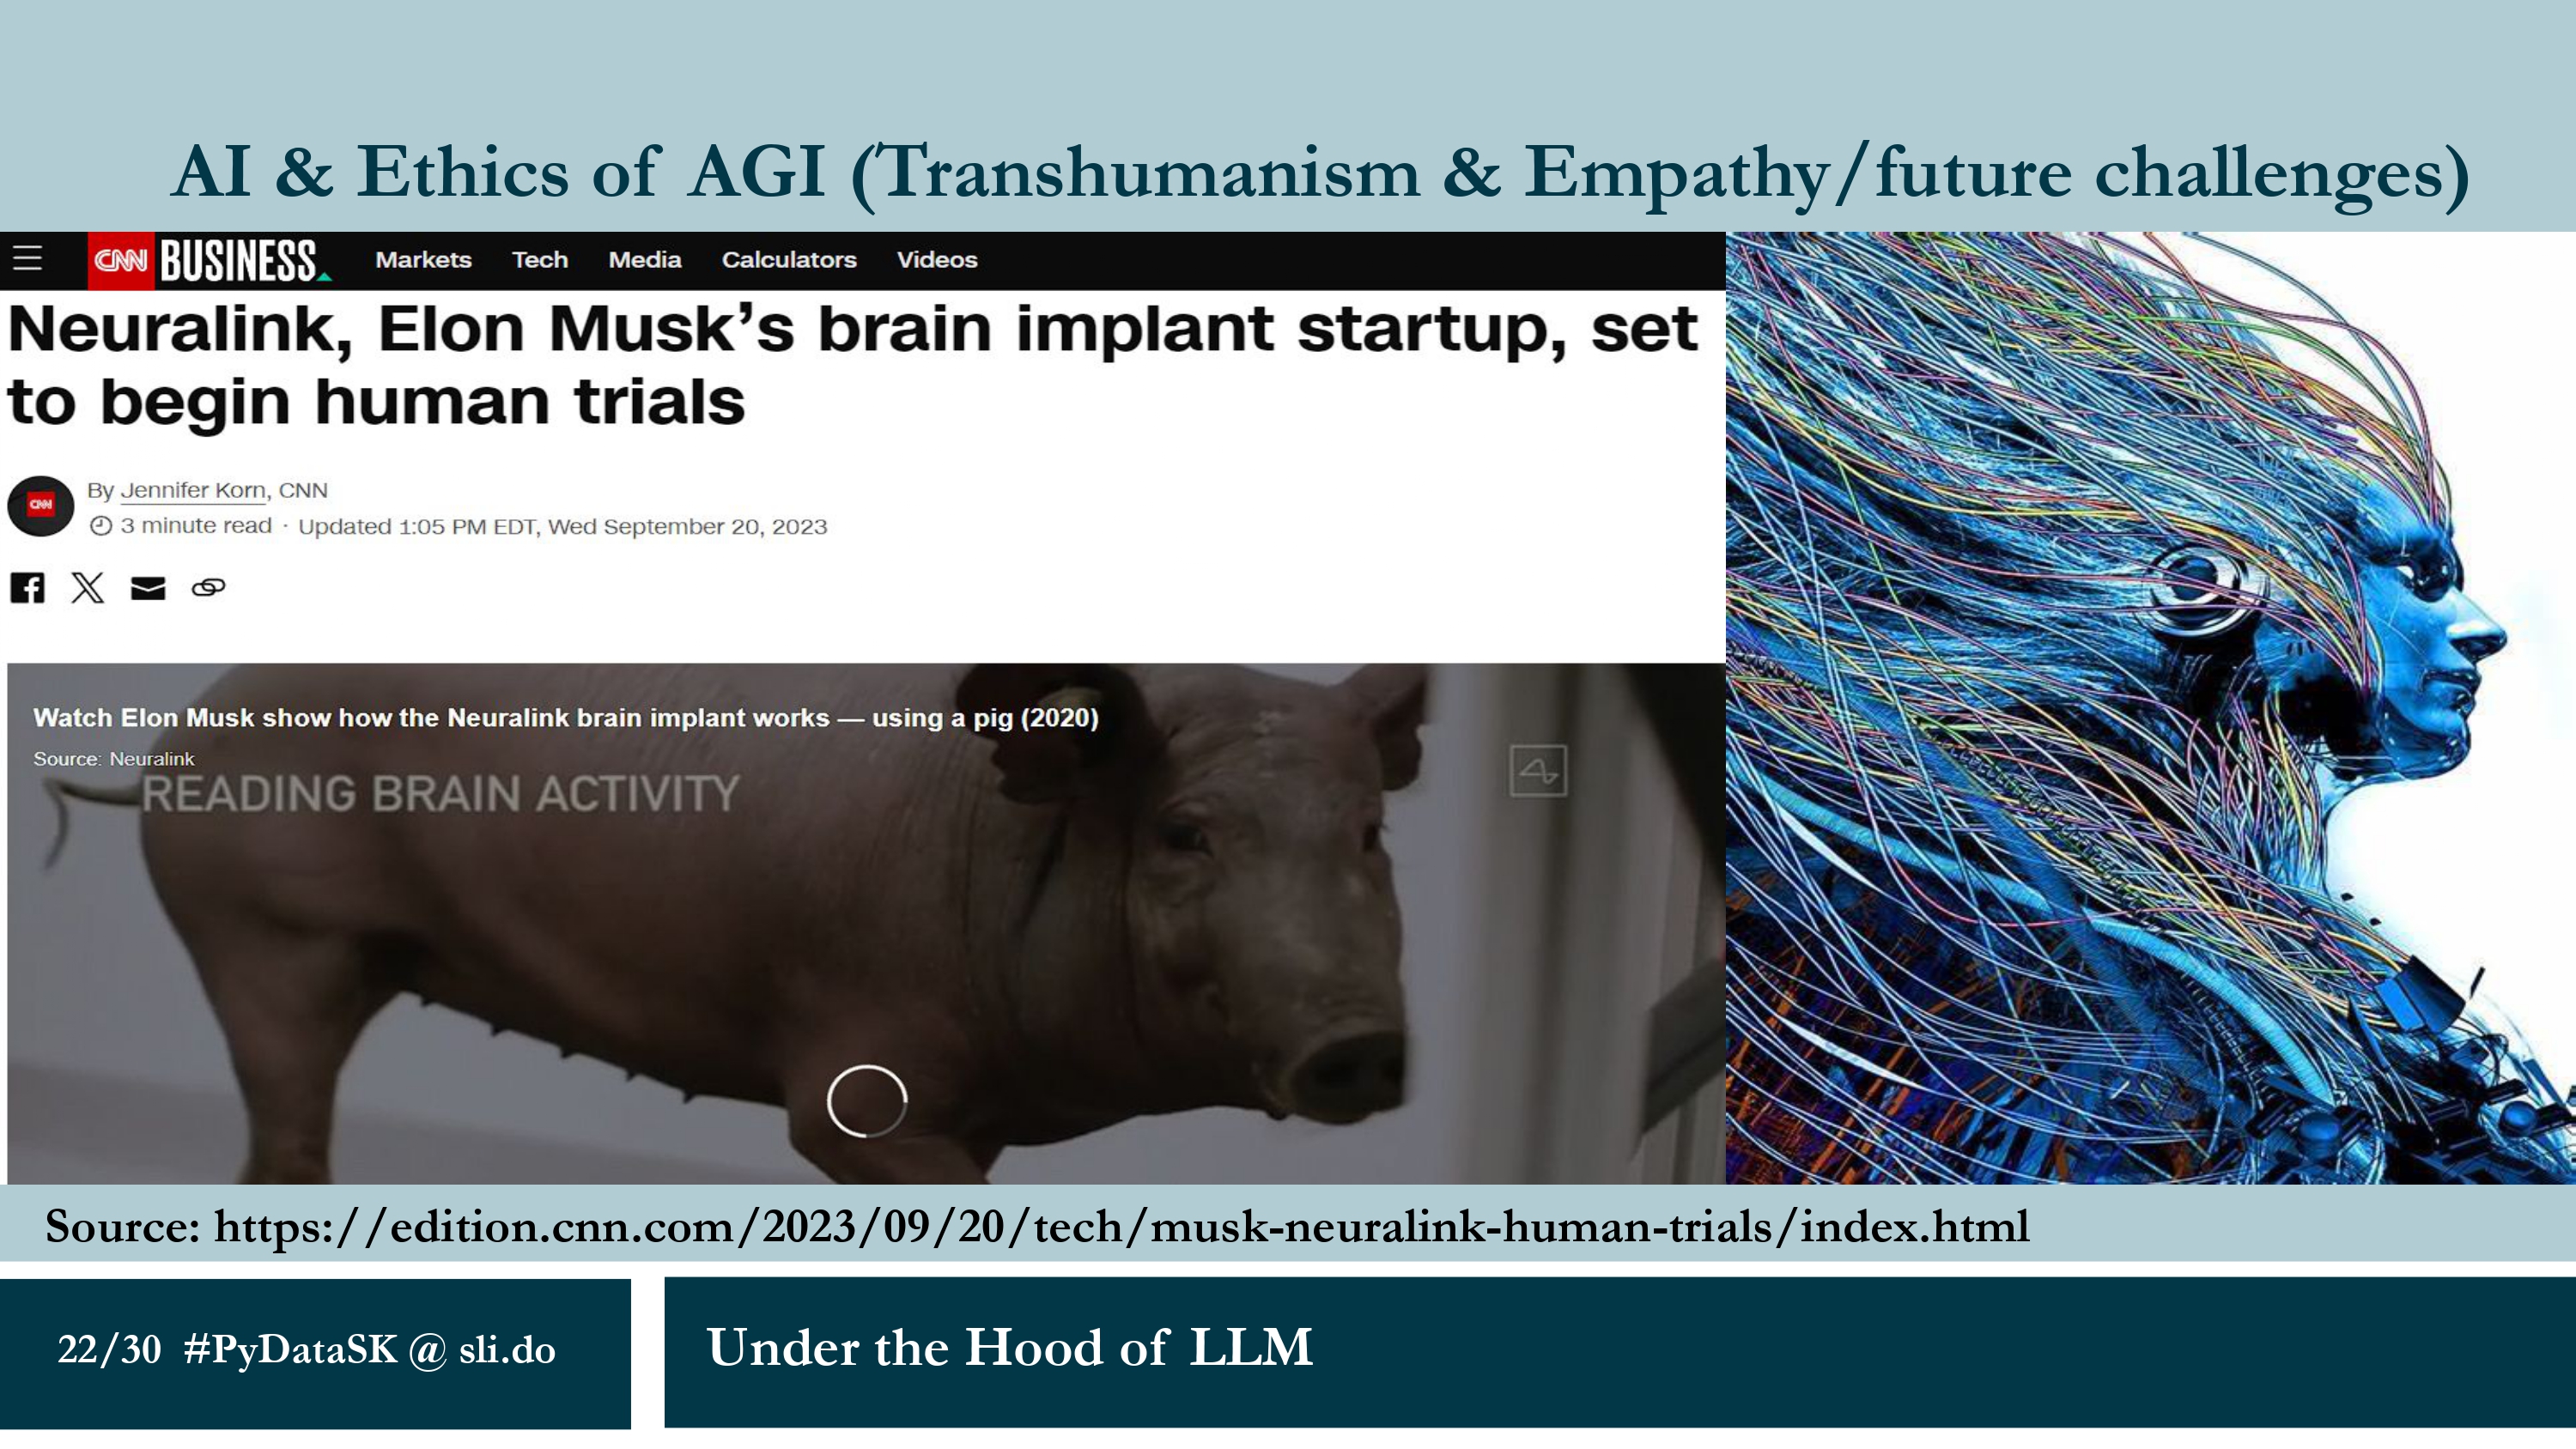 AI & Ethics of AGI (Transhumanism & Empathy/future challenges)
CNN BUSINESS Markets Tech Media Calculators Videos
Neuralink, Elon Musk’s brain implant startup, set
to begin human trials
CNN
By Jennifer Korn, CNN
3 minute read · Updated 1:05 PM EDT, Wed September 20, 2023
Watch Elon Musk show how the Neuralink brain implant works — using a pig (2020)
Source: Neuralink
READING BRAIN ACTIVITY
Source: https://edition.cnn.com/2023/09/20/tech/musk-neuralink-human-trials/index.html
22/30 #PyDataSK @ sli.do
Under the Hood of LLM